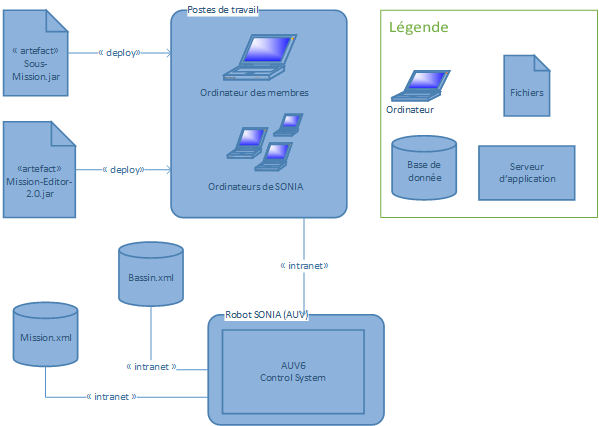 Postes de travail
« artefact»
Sous-
Mission.jar
« deploy»
Ordinateur des membres
«artefact»
Mission-Editor-
2.0.jar
« deploy»
Ordinateurs de SONIA
Légende
Ordinateur
Fichiers
Base de
donnée
Serveur
d'application
« intranet»
Bassin.xml
Mission.xml
« intranet»
« intranet»
Robot SONIA (AUV)
AUV6
Control System